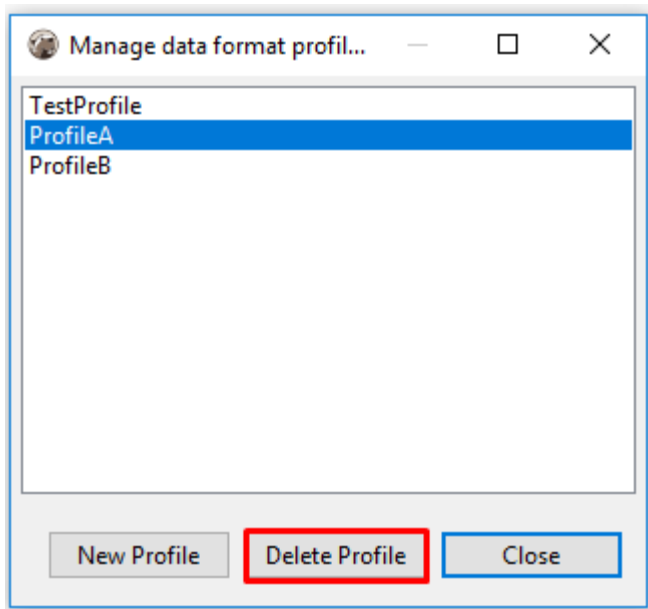 Manage data format profil...
TestProfile
ProfileA
ProfileB
New Profile Delete Profile Close